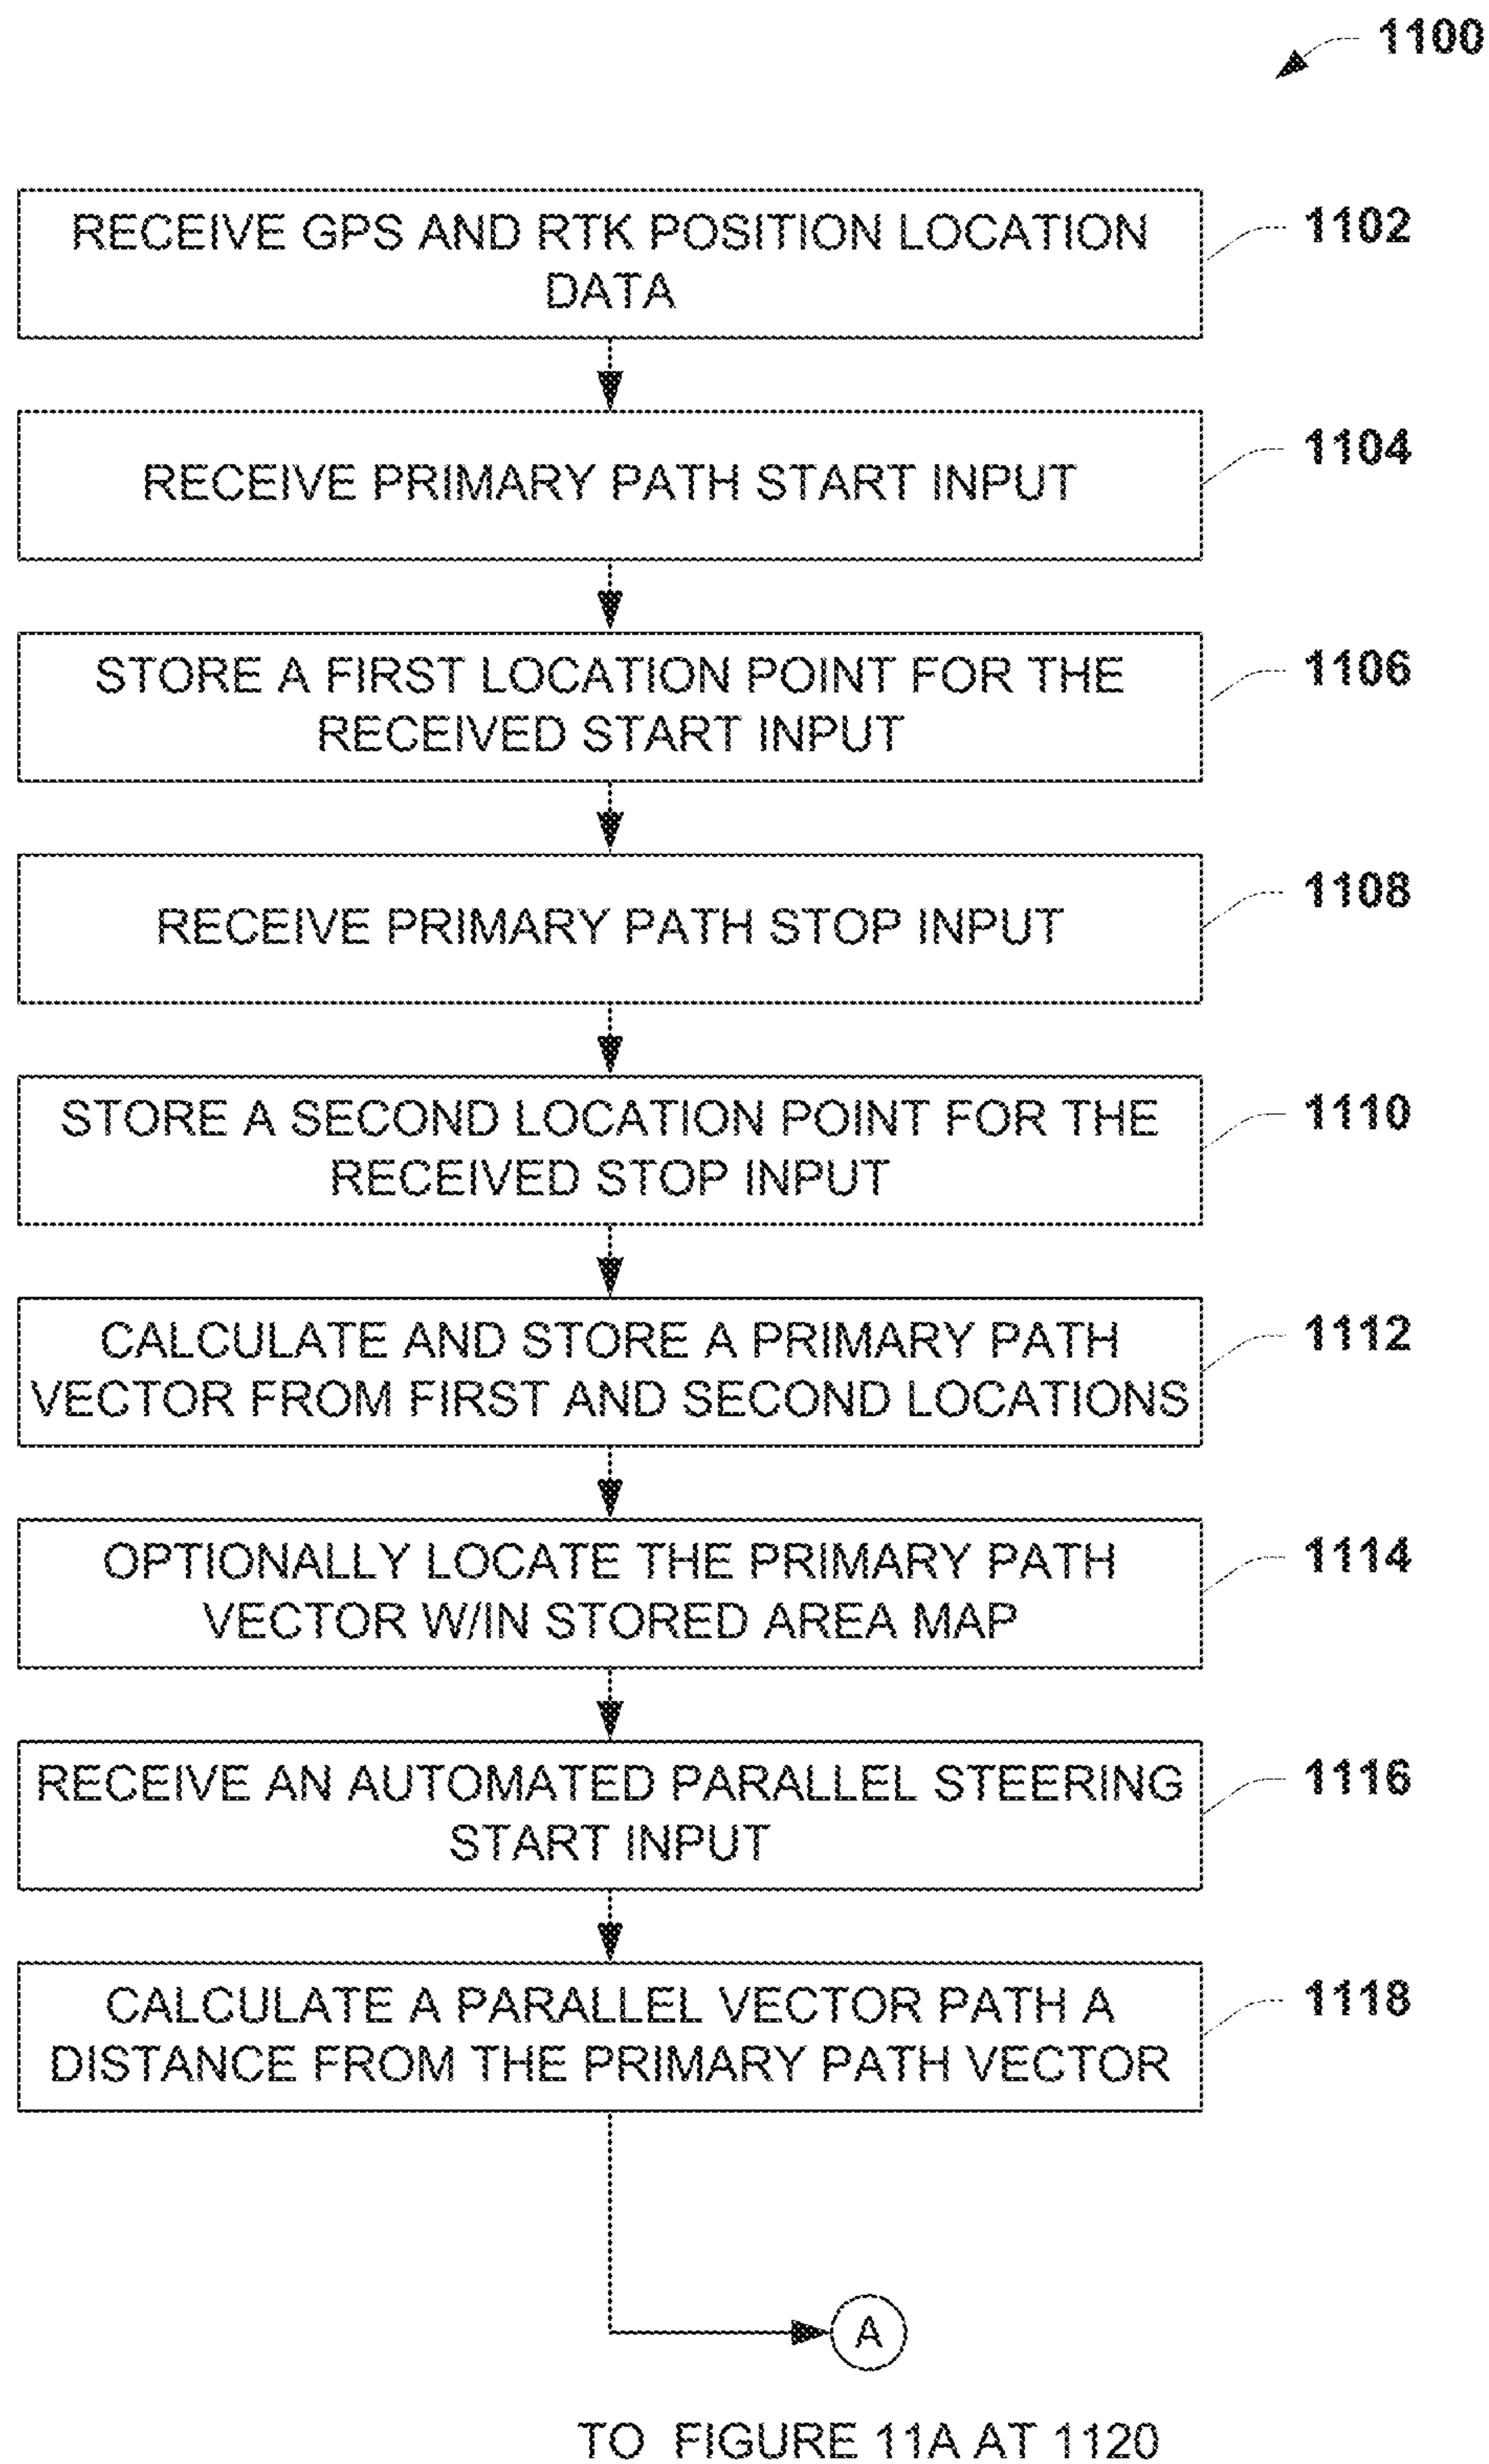 1100
RECEIVE GPS AND RTK POSITION LOCATION
DATA
1102
RECEIVE PRIMARY PATH START INPUT
1104
STORE A FIRST LOCATION POINT FOR THE
RECEIVED START INPUT
1106
RECEIVE PRIMARY PATH STOP INPUT
1108
STORE A SECOND LOCATION POINT FOR THE
RECEIVED STOP INPUT
1110
CALCULATE AND STORE A PRIMARY PATH
VECTOR FROM FIRST AND SECOND LOCATIONS
1112
OPTIONALLY LOCATE THE PRIMARY PATH
VECTOR W/IN STORED AREA MAP
1114
RECEIVE AN AUTOMATED PARALLEL STEERING
START INPUT
1116
CALCULATE A PARALLEL VECTOR PATH A
DISTANCE FROM THE PRIMARY PATH VECTOR
1118
A
TO FIGURE 11A AT 1120